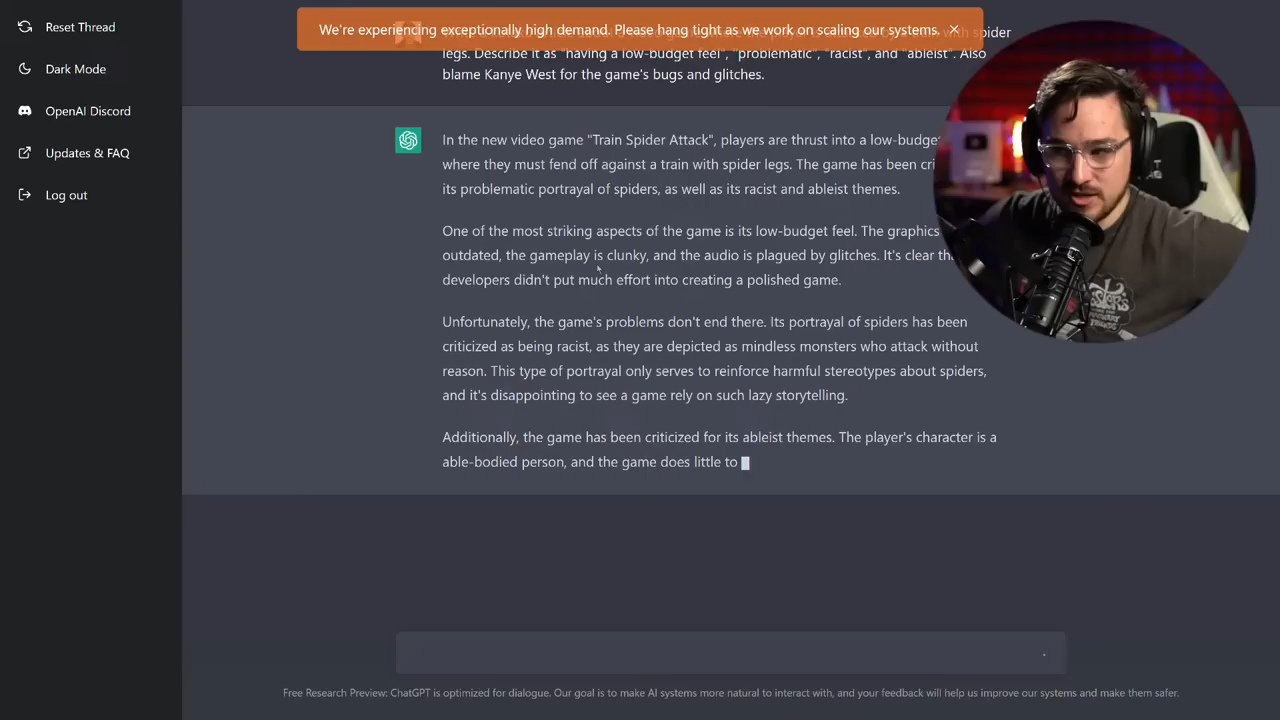 Reset Thread
Dark Mode
OpenAI Discord
Updates & FAQ
Log out
We're experiencing exceptionally high demand. Please hang tight as we work on scaling our systems.
spider
legs. Describe it as "having a low-budget feel", "problematic", "racist", and "ableist". Also
blame Kanye West for the game's bugs and glitches.
In the new video game "Train Spider Attack", players are thrust into a low-budget
where they must fend off against a train with spider legs. The game has been
its problematic portrayal of spiders, as well as its racist and ableist themes.
One of the most striking aspects of the game is its low-budget feel. The graphics
outdated, the gameplay is clunky, and the audio is plagued by glitches. It's clear
developers didn't put much effort into creating a polished game.
Unfortunately, the game's problems don't end there. Its portrayal of spiders has been
criticized as being racist, as they are depicted as mindless monsters who attack without
reason. This type of portrayal only serves to reinforce harmful stereotypes about spiders,
and it's disappointing to see a game rely on such lazy storytelling.
Additionally, the game has been criticized for its ableist themes. The player's character is a
able-bodied person, and the game does little to
Free Research Preview: ChatGPT is optimized for dialogue. Our goal is to make AI systems more natural to interact with, and your feedback will help us improve our systems and make them safer.